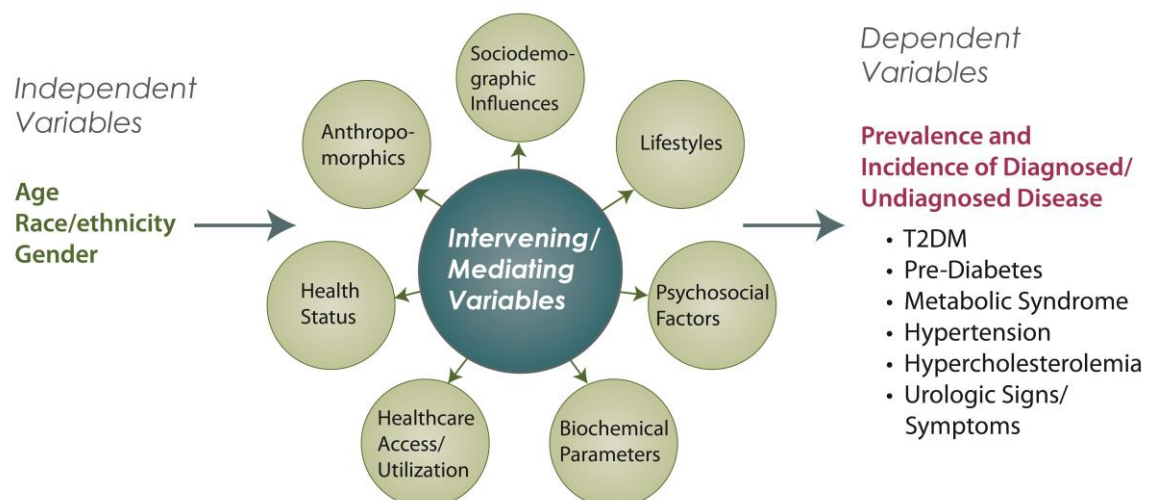 Independent
Variables
Age
Race/ethnicity
Gender
Sociodemo-
graphic
Influences
Anthropo-
morphics
Lifestyles
Intervening/
Mediating
Variables
Health
Status
Psychosocial
Factors
Healthcare
Access/
Utilization
Biochemical
Parameters
Dependent
Variables
Prevalence and
Incidence of Diagnosed/
Undiagnosed Disease
• T2DM
• Pre-Diabetes
• Metabolic Syndrome
• Hypertension
• Hypercholesterolemia
• Urologic Signs/
Symptoms